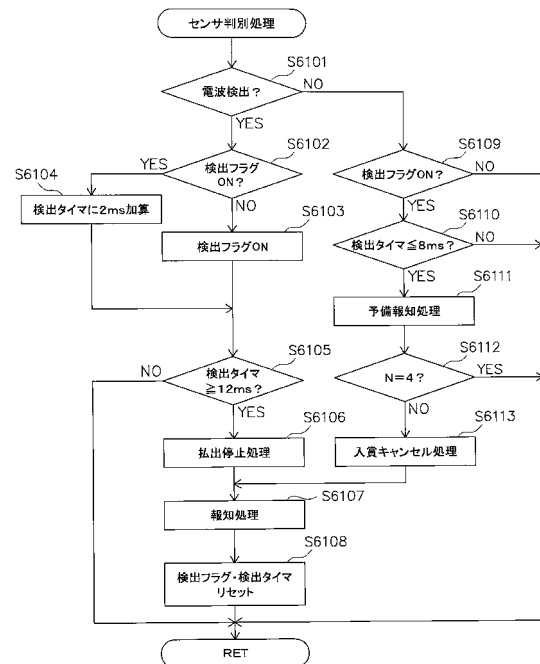 センサ判別処理
S6101
電波検出？
NO
YES
S6102
検出フラグ
ON？
YES
NO
S6104
検出タイマに2ms加算
S6103
検出フラグON
S6109
検出フラグON？
NO
YES
S6110
検出タイマ≦8ms？
NO
YES
S6111
予備報知処理
S6105
検出タイマ
≧12ms？
NO
YES
S6112
N=4？
YES
NO
S6106
払出停止処理
S6113
入賞キャンセル処理
S6107
報知処理
S6108
検出フラグ・検出タイマ
リセット
RET